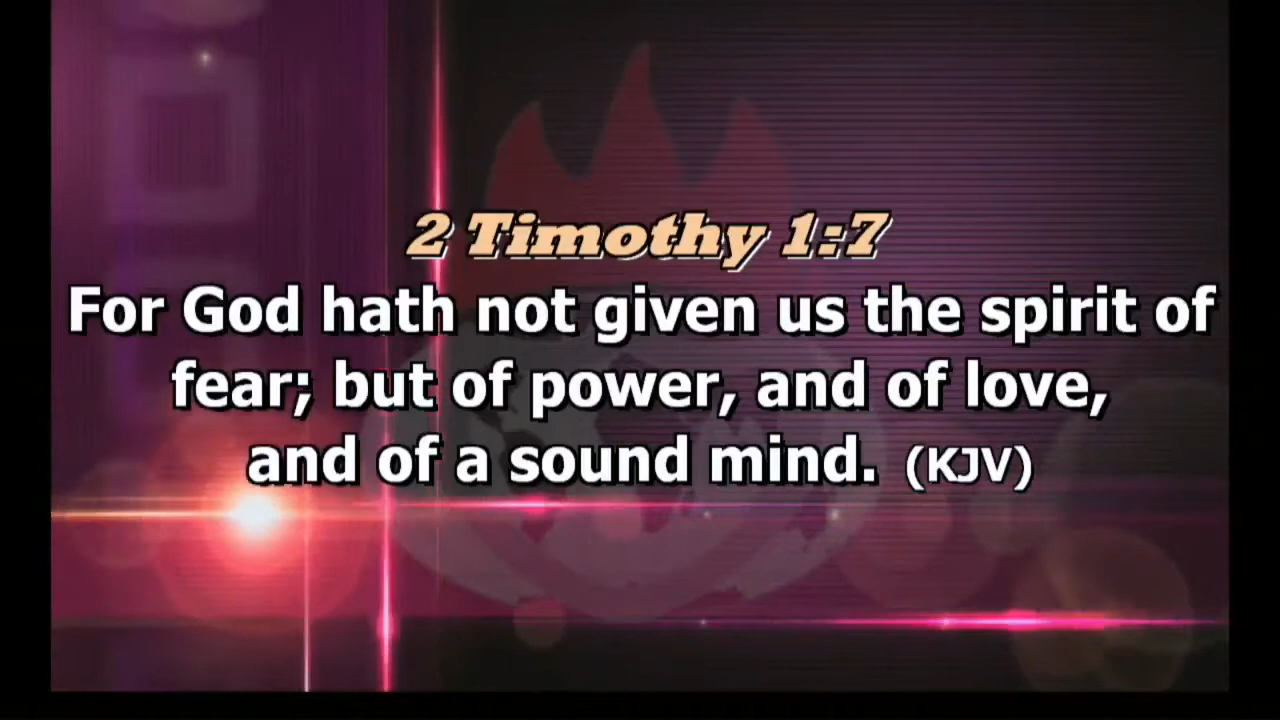 2 Timothy 1:7
For God hath not given us the spirit of
fear; but of power, and of love,
and of a sound mind. (KJV)